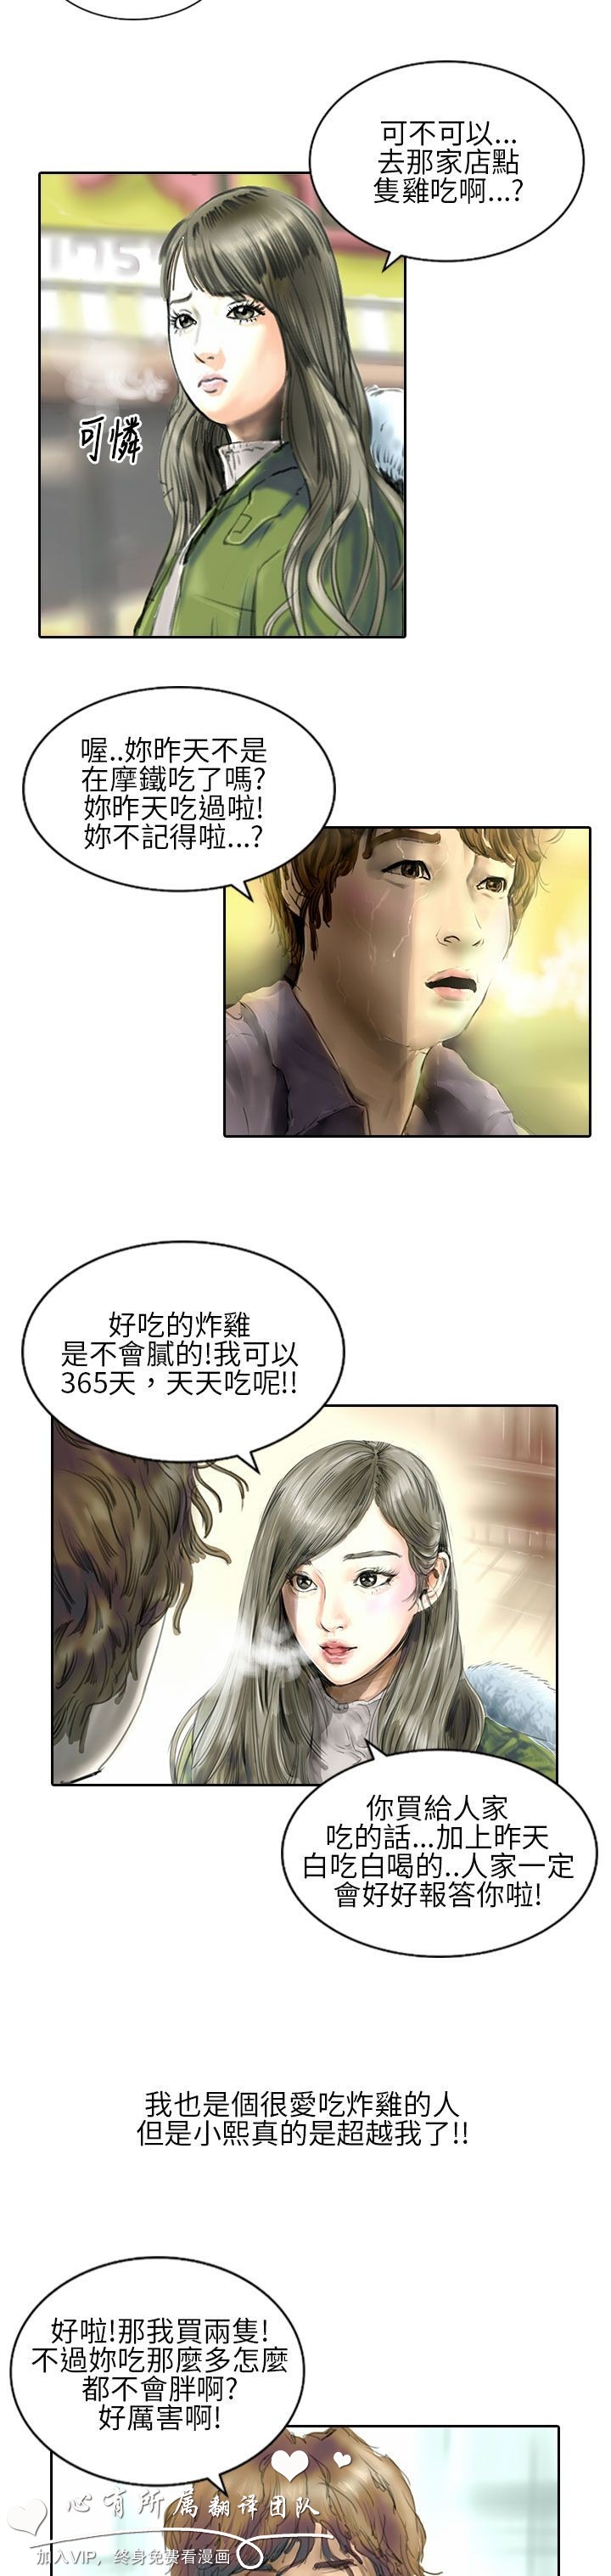 可不可以...
去那家店點
隻雞吃啊...?
可憐
喔..妳昨天不是
在摩鐵吃了嗎?
妳昨天吃過啦!
妳不記得啦...?
好吃的炸雞
是不會膩的!我可以
365天，天天吃呢!!
你買給人家
吃的話...加上昨天
白吃白喝的..人家一定
會好好報答你啦!
我也是個很愛吃炸雞的人
但是小熙真的是超越我了!!
好啦!那我買兩隻!
不過妳吃那麼多怎麼
都不會胖啊?
好厲害啊!
心有所属翻译团队
加入VIP，终身免费看漫画